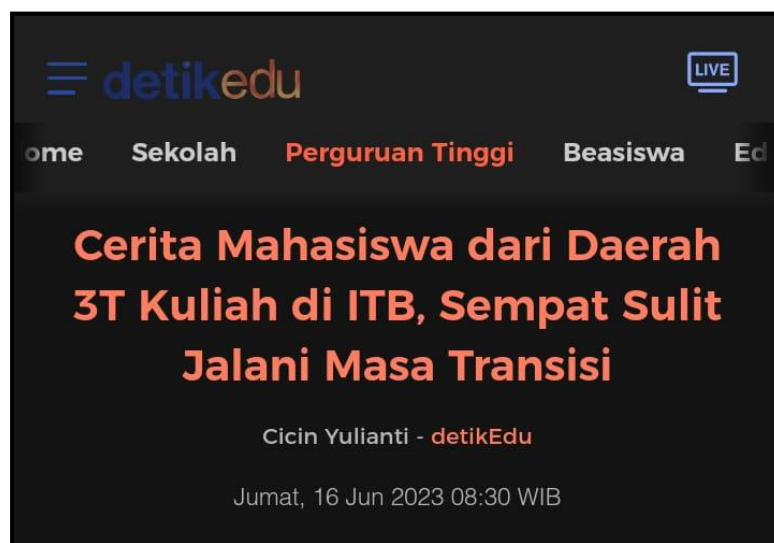 detikedu
LIVE
ome Sekolah Perguruan Tinggi Beasiswa Ed
Cerita Mahasiswa dari Daerah
3T Kuliah di ITB, Sempat Sulit
Jalani Masa Transisi
Cicin Yulianti - detikEdu
Jumat, 16 Jun 2023 08:30 WIB